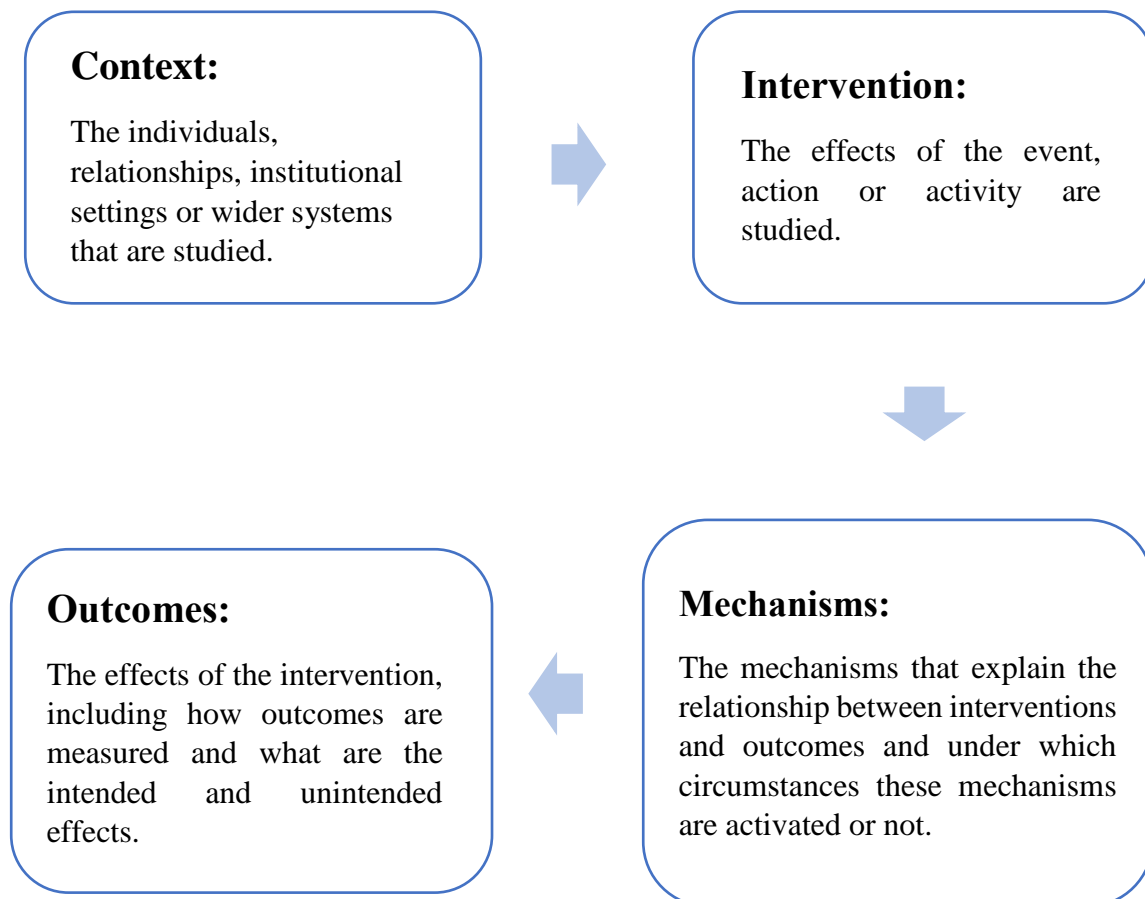 Context:
The individuals,
relationships, institutional
settings or wider systems
that are studied.
Intervention:
The effects of the event,
action or activity are
studied.
Mechanisms:
The mechanisms that explain the
relationship between interventions
and outcomes and under which
circumstances these mechanisms
are activated or not.
Outcomes:
The effects of the intervention,
including how outcomes are
measured and what are the
intended and unintended
effects.